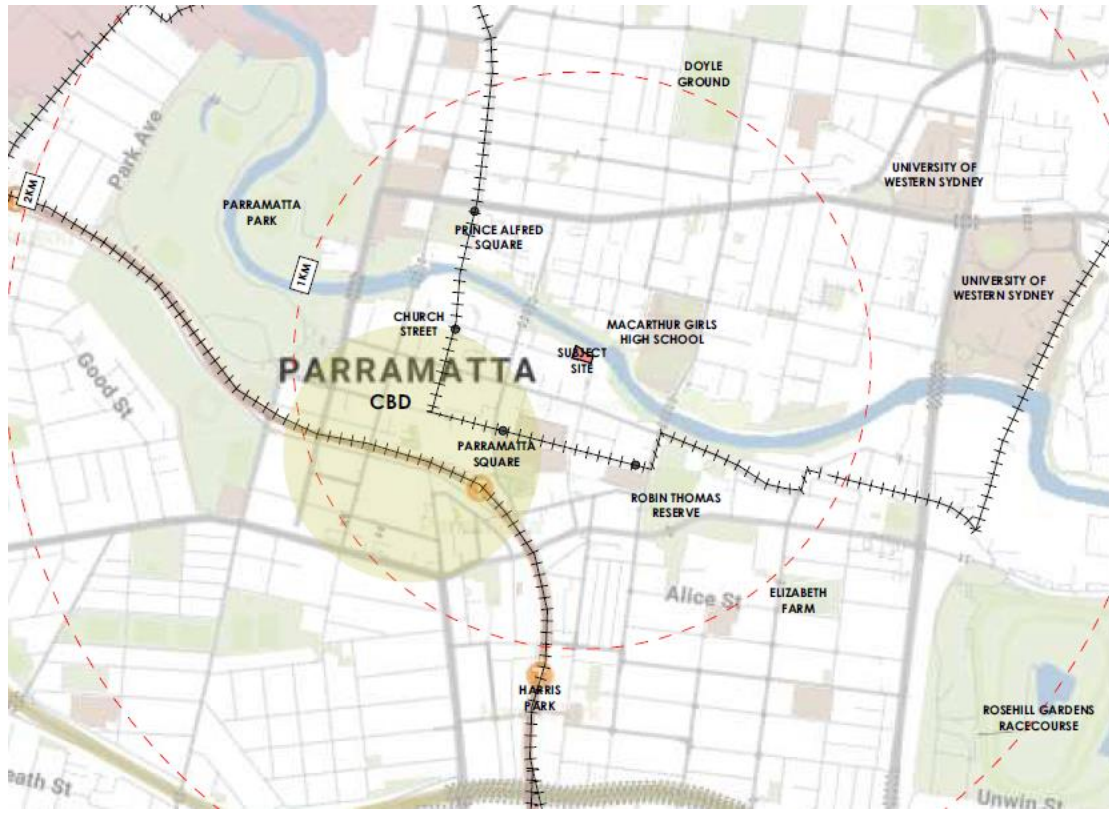 DOYLE
GROUND
Park Ave
UNIVERSITY OF
WESTERN SYDNEY
2KM
PARRAMATTA
PARK
PRINCE ALFRED
SQUARE
1KM
UNIVERSITY OF
WESTERN SYDNEY
CHURCH
STREET
MACARTHUR GIRLS
HIGH SCHOOL
SUBJECT
SITE
Good St
PARRAMATTA
CBD
PARRAMATTA
SQUARE
ROBIN THOMAS
RESERVE
Alice St
ELIZABETH
FARM
HARRIS
PARK
ROSEHILL GARDENS
RACECOURSE
eath St
Unwin St